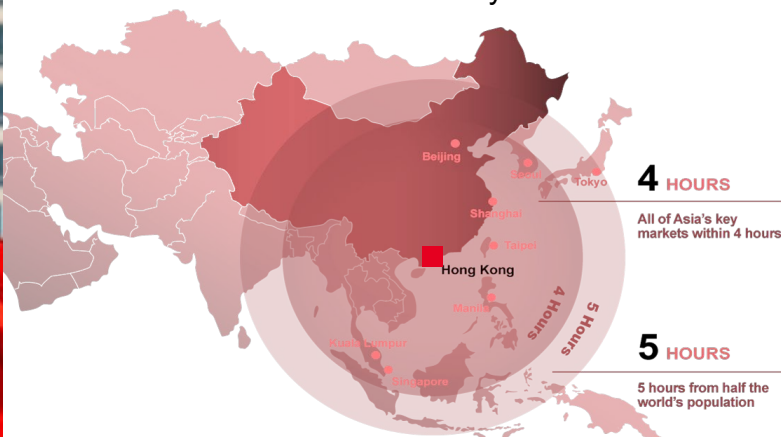 Beijing
Seoul
Tokyo
Shanghai
Taipei
Hong Kong
Manila
Kuala Lumpur
Singapore
4 Hours
5 Hours
4 HOURS
All of Asia's key
markets within 4 hours
5 HOURS
5 hours from half the
world's population